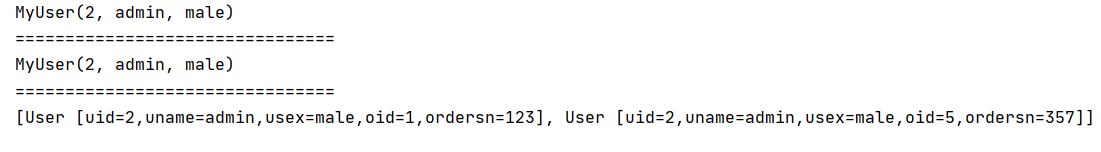 MyUser(2, admin, male)
================================
MyUser(2, admin, male)
================================
[User [uid=2,uname=admin,usex=male,oid=1,ordersn=123], User [uid=2,uname=admin,usex=male,oid=5,ordersn=357]]